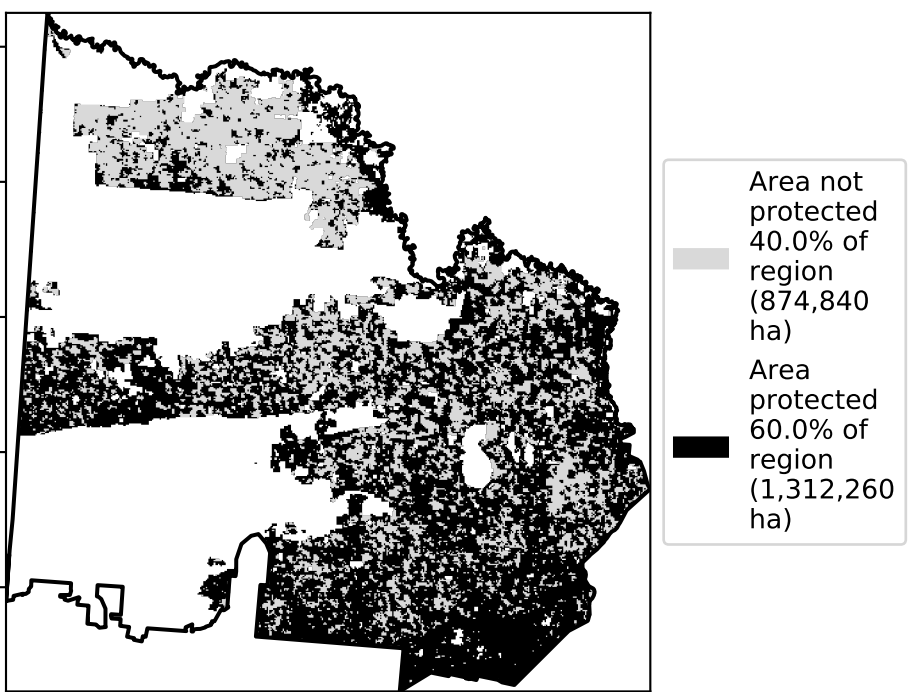 Area not
protected
40.0% of
region
(874,840
ha)
Area
protected
60.0% of
region
(1,312,260
ha)